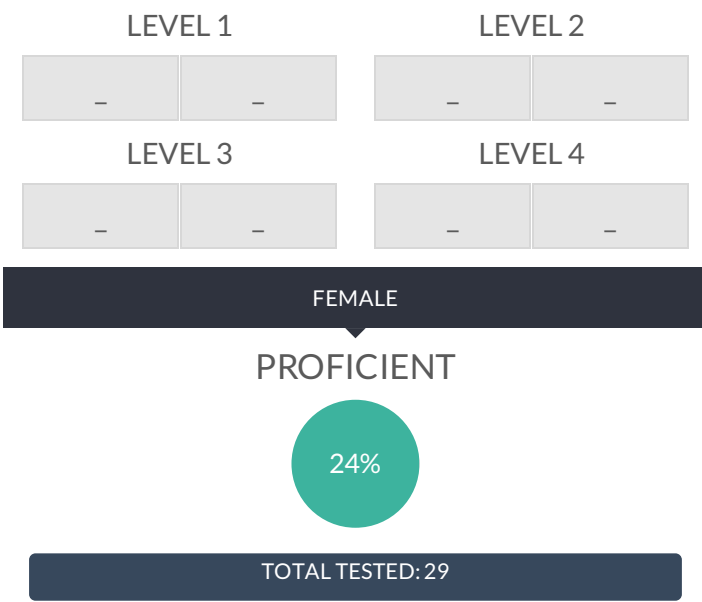 LEVEL 1 LEVEL 2
– – – –
LEVEL 3 LEVEL 4
– – – –
FEMALE
PROFICIENT
24%
TOTAL TESTED: 29